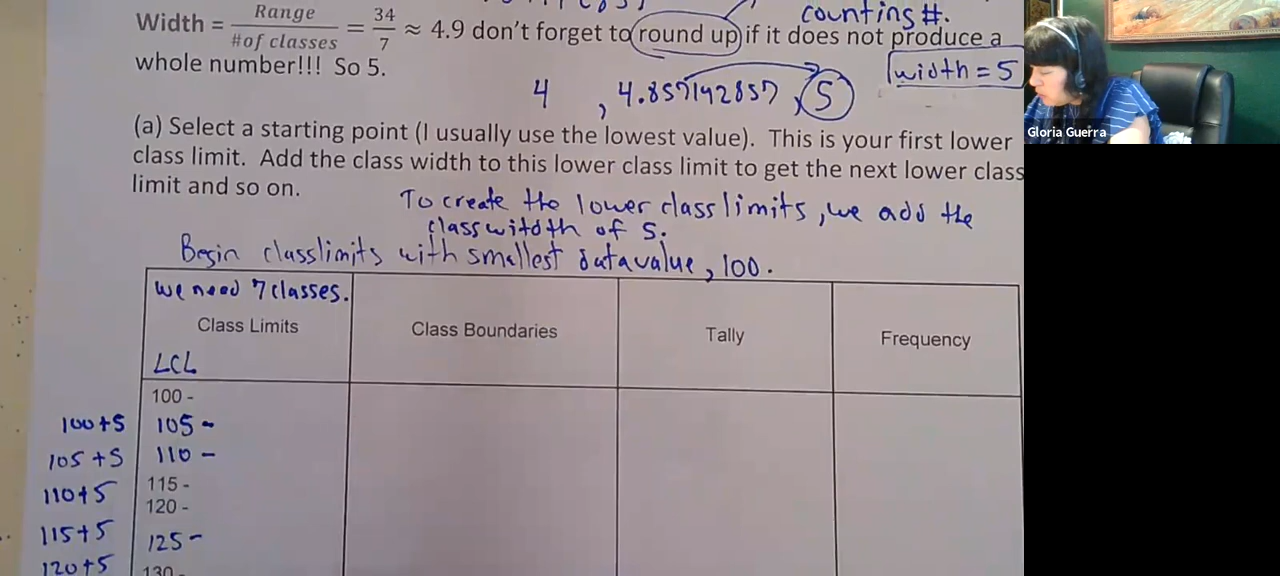 counting #.
Width = Range / #of classes = 34 / 7 ≈ 4.9 don't forget to round up if it does not produce a
whole number!!! So 5.
width = 5
4 , 4.857142857 , 5
Gloria Guerra
(a) Select a starting point (I usually use the lowest value). This is your first lower
class limit. Add the class width to this lower class limit to get the next lower class
limit and so on.
To create the lower class limits, we add the
class witdth of 5.
Begin classlimits with smallest data value, 100.
we need 7 classes.
Class Limits Class Boundaries Tally Frequency
LCL
100 -
100+5 105 -
105+5 110 -
110+5 115 -
120 -
115+5 125 -
120+5 130 -